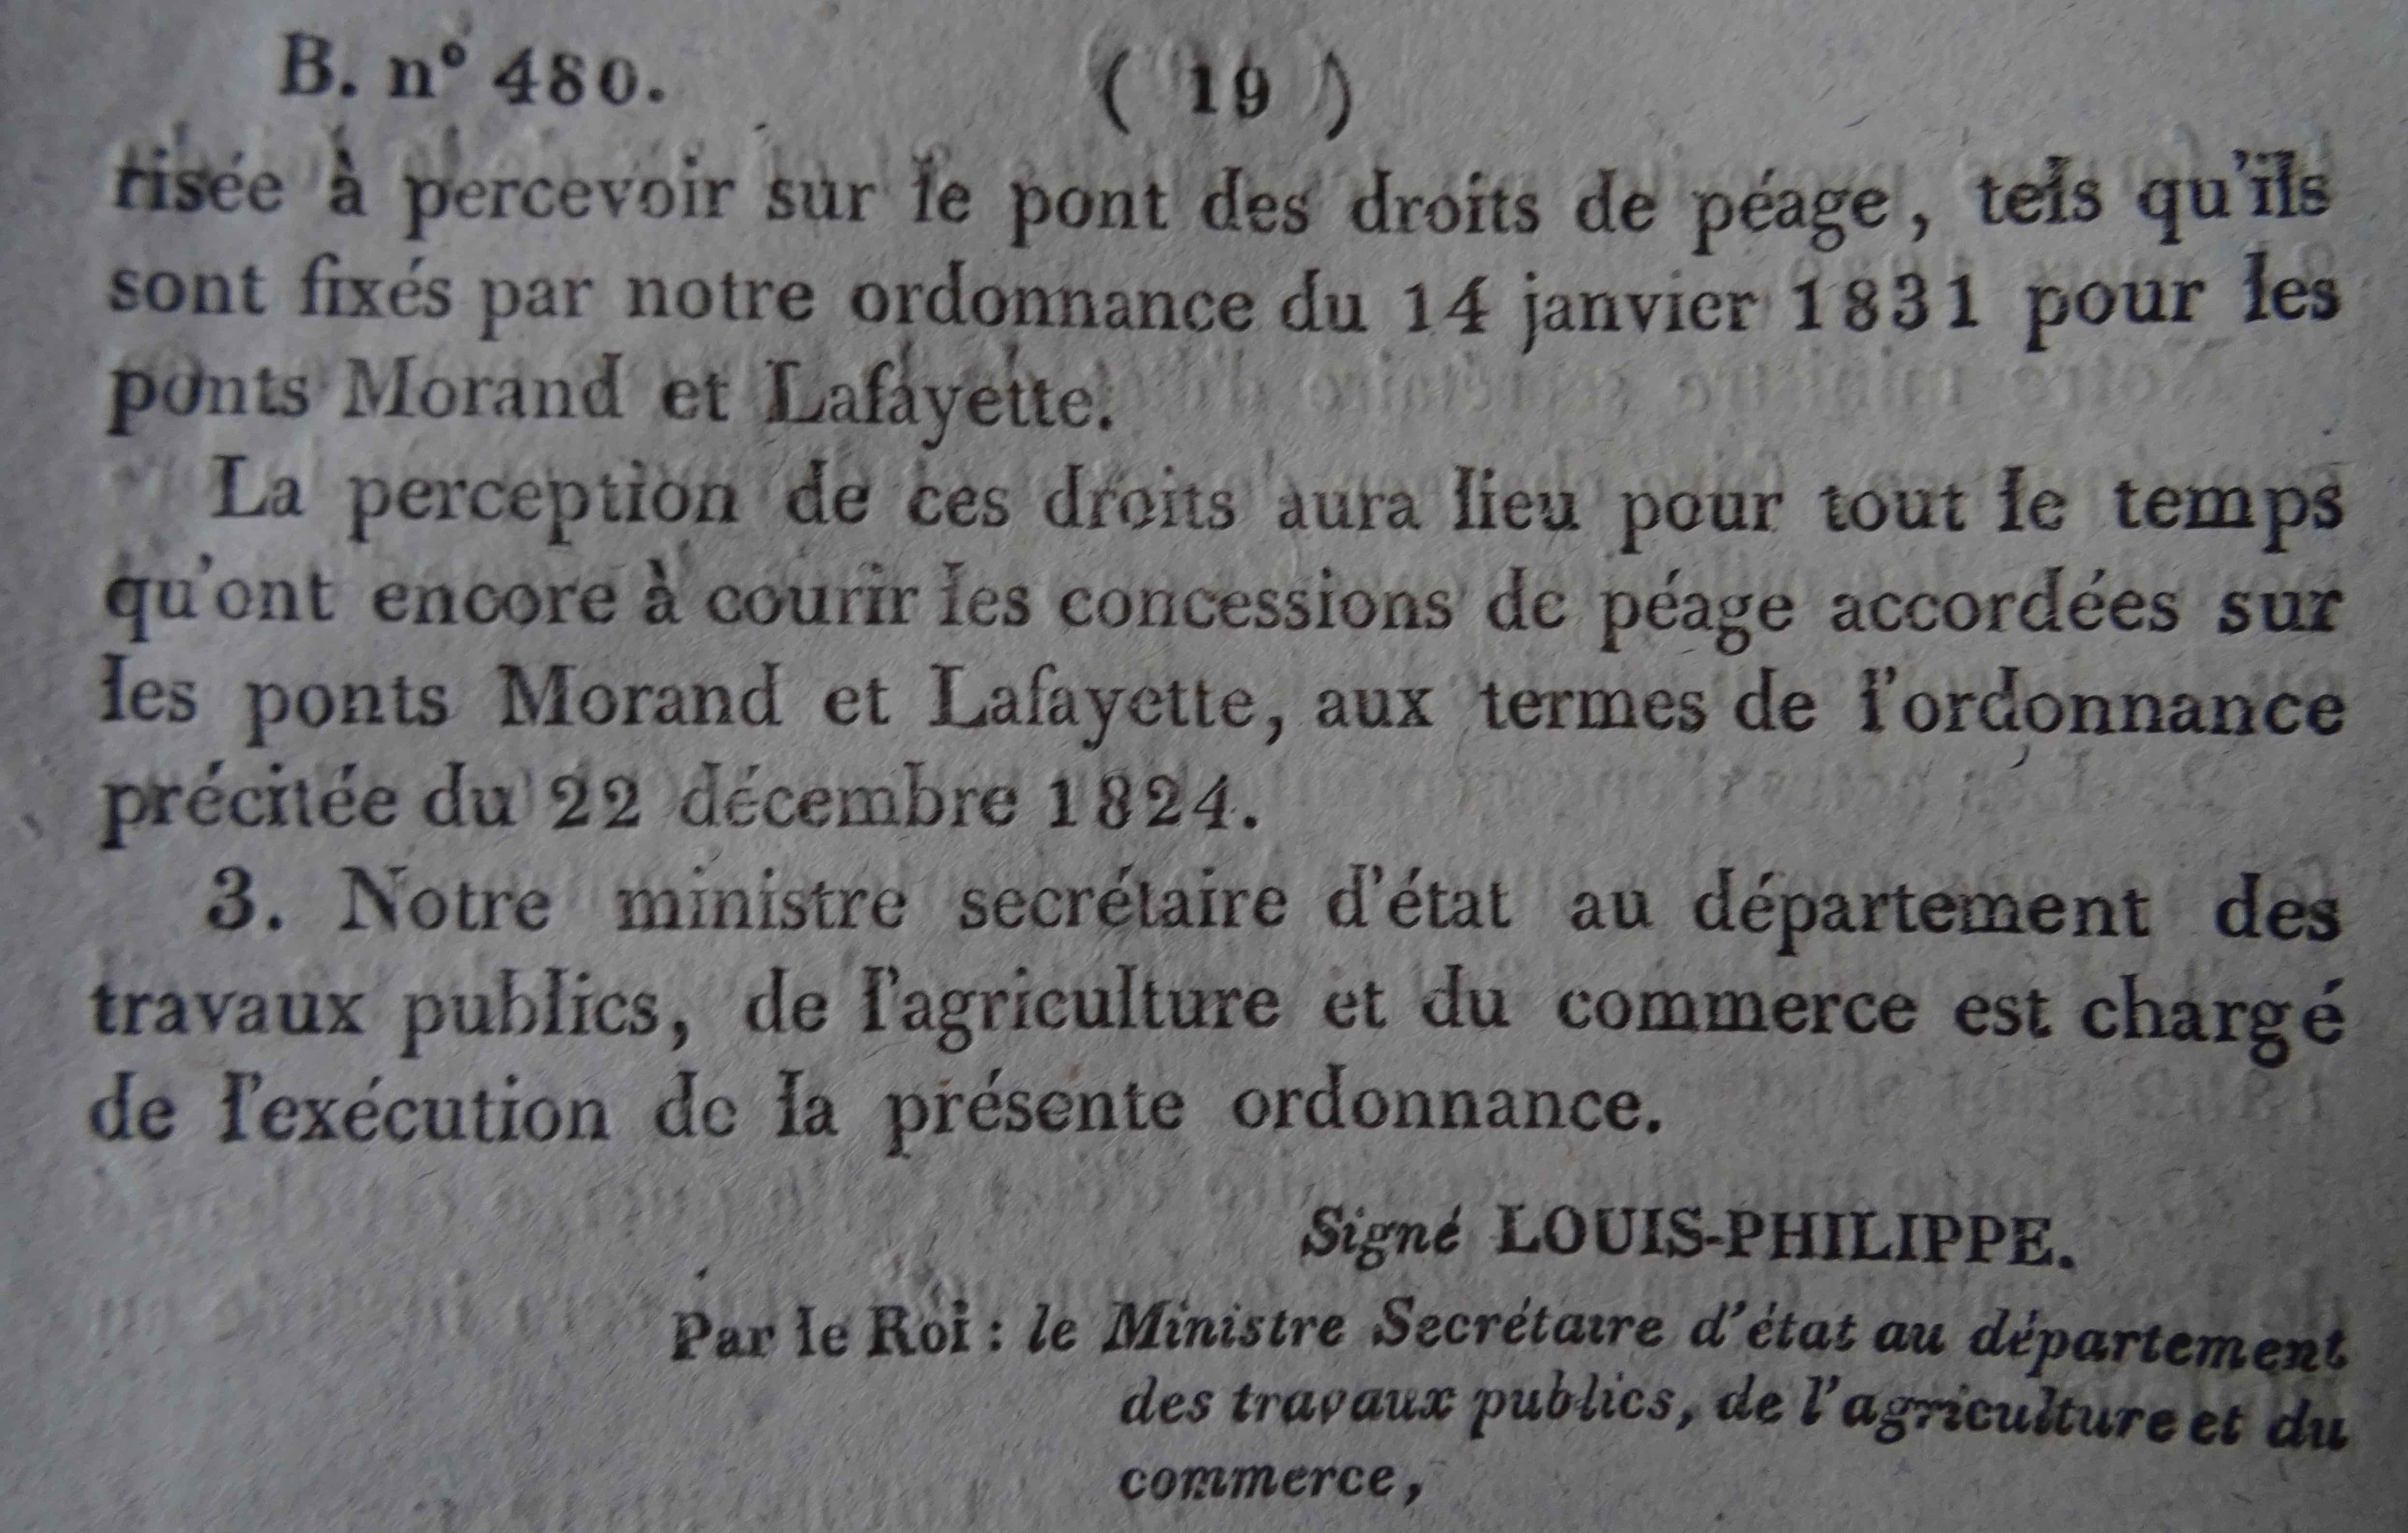 B. n° 480. ( 19 )
risée à percevoir sur le pont des droits de péage, tels qu'ils
sont fixés par notre ordonnance du 14 janvier 1831 pour les
ponts Morand et Lafayette.
La perception de ces droits aura lieu pour tout le temps
qu'ont encore à courir les concessions de péage accordées sur
les ponts Morand et Lafayette, aux termes de l'ordonnance
précitée du 22 décembre 1824.
3. Notre ministre secrétaire d'état au département des
travaux publics, de l'agriculture et du commerce est chargé
de l'exécution de la présente ordonnance.
Signé LOUIS-PHILIPPE.
Par le Roi : le Ministre Secrétaire d'état au département
des travaux publics, de l'agriculture et du
commerce,